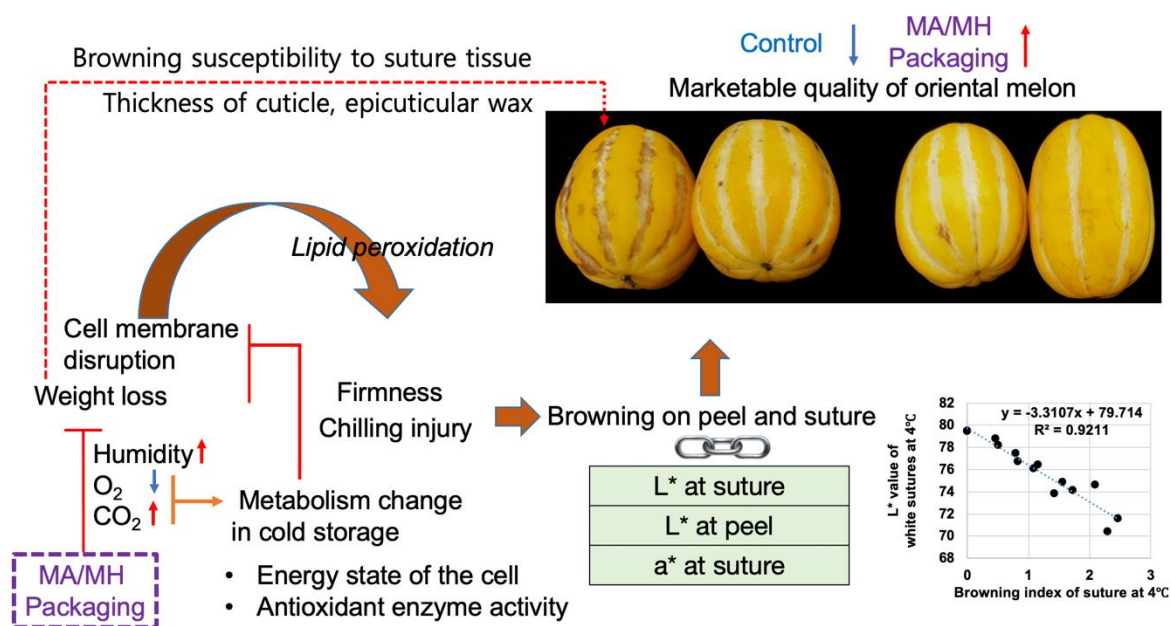 Browning susceptibility to suture tissue
Thickness of cuticle, epicuticular wax
Control
MA/MH
Packaging
Marketable quality of oriental melon
Lipid peroxidation
Cell membrane
disruption
Weight loss
Humidity
O2
CO2
MA/MH
Packaging
Metabolism change
in cold storage
• Energy state of the cell
• Antioxidant enzyme activity
Firmness
Chilling injury
Browning on peel and suture
L* at suture
L* at peel
a* at suture
y = -3.3107x + 79.714
R² = 0.9211
L* value of
white sutures at 4℃
82
80
78
76
74
72
70
68
0 1 2 3
Browning index of suture at 4℃